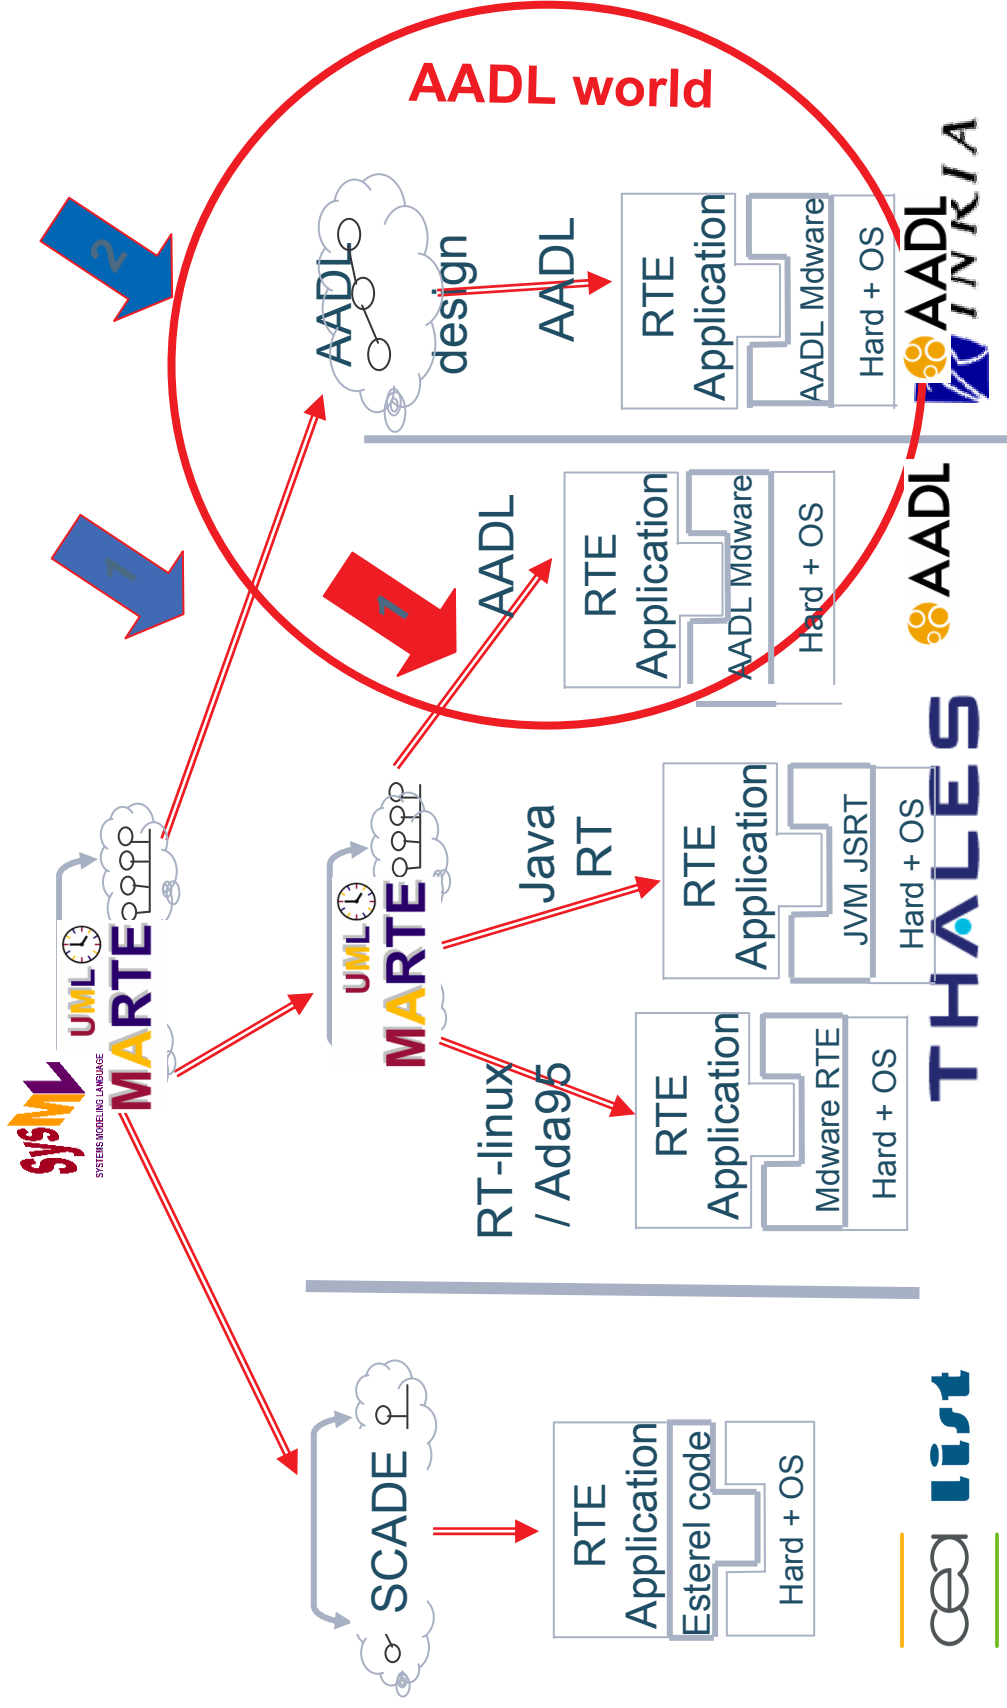 AADL world
2
1
1
sysML
SYSTEMS MODELING LANGUAGE
UML
MARTE
UML
MARTE
SCADE
AADL
design
RT-linux
/ Ada95
Java
RT
AADL
AADL
RTE
Application
Esterel code
Hard + OS
RTE
Application
Mdware RTE
Hard + OS
RTE
Application
JVM JSRT
Hard + OS
RTE
Application
AADL Mdware
Hard + OS
RTE
Application
AADL Mdware
Hard + OS
cea
list
THALES
AADL
AADL
INRIA